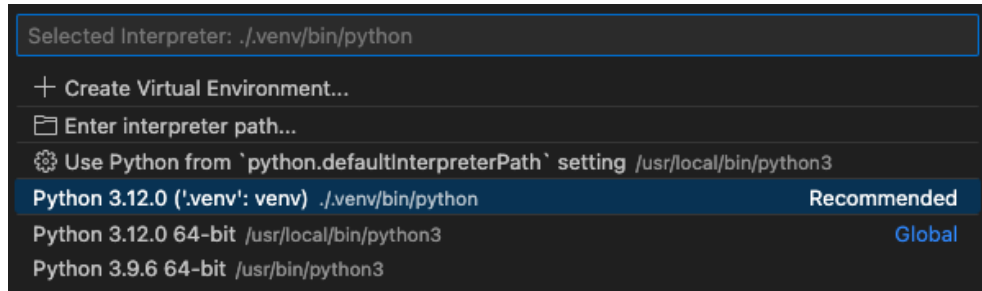 Selected Interpreter: ./.venv/bin/python
Create Virtual Environment...
Enter interpreter path...
Use Python from `python.defaultInterpreterPath` setting /usr/local/bin/python3
Python 3.12.0 ('.venv': venv) ./.venv/bin/python Recommended
Python 3.12.0 64-bit /usr/local/bin/python3 Global
Python 3.9.6 64-bit /usr/bin/python3